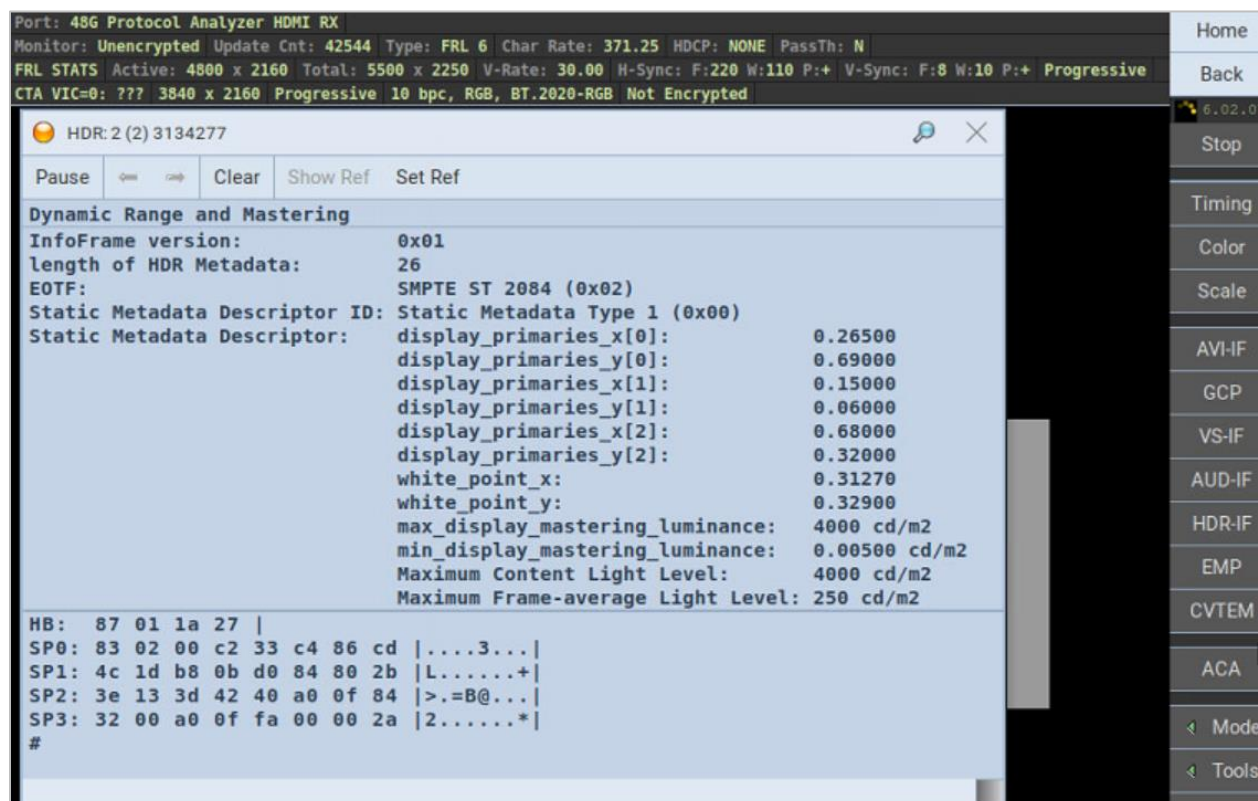 Port: 48G Protocol Analyzer HDMI RX
Monitor: Unencrypted Update Cnt: 42544 Type: FRL 6 Char Rate: 371.25 HDCP: NONE PassTh: N
FRL STATS Active: 4800 x 2160 Total: 5500 x 2250 V-Rate: 30.00 H-Sync: F:220 W:110 P:+ V-Sync: F:8 W:10 P:+ Progressive
CTA VIC=0: ??? 3840 x 2160 Progressive 10 bpc, RGB, BT.2020-RGB Not Encrypted
HDR: 2 (2) 3134277
Pause Clear Show Ref Set Ref
Dynamic Range and Mastering
InfoFrame version: 0x01
length of HDR Metadata: 26
EOTF: SMPTE ST 2084 (0x02)
Static Metadata Descriptor ID: Static Metadata Type 1 (0x00)
Static Metadata Descriptor: display_primaries_x[0]: 0.26500
display_primaries_y[0]: 0.69000
display_primaries_x[1]: 0.15000
display_primaries_y[1]: 0.06000
display_primaries_x[2]: 0.68000
display_primaries_y[2]: 0.32000
white_point_x: 0.31270
white_point_y: 0.32900
max_display_mastering_luminance: 4000 cd/m2
min_display_mastering_luminance: 0.00500 cd/m2
Maximum Content Light Level: 4000 cd/m2
Maximum Frame-average Light Level: 250 cd/m2
HB: 87 01 1a 27 |
SP0: 83 02 00 c2 33 c4 86 cd |....3...|
SP1: 4c 1d b8 0b d0 84 80 2b |L......+|
SP2: 3e 13 3d 42 40 a0 0f 84 |>.=B@...|
SP3: 32 00 a0 0f fa 00 00 2a |2......*|
#
Home
Back
6.02.0
Stop
Timing
Color
Scale
AVI-IF
GCP
VS-IF
AUD-IF
HDR-IF
EMP
CVTEM
ACA
Mode
Tools